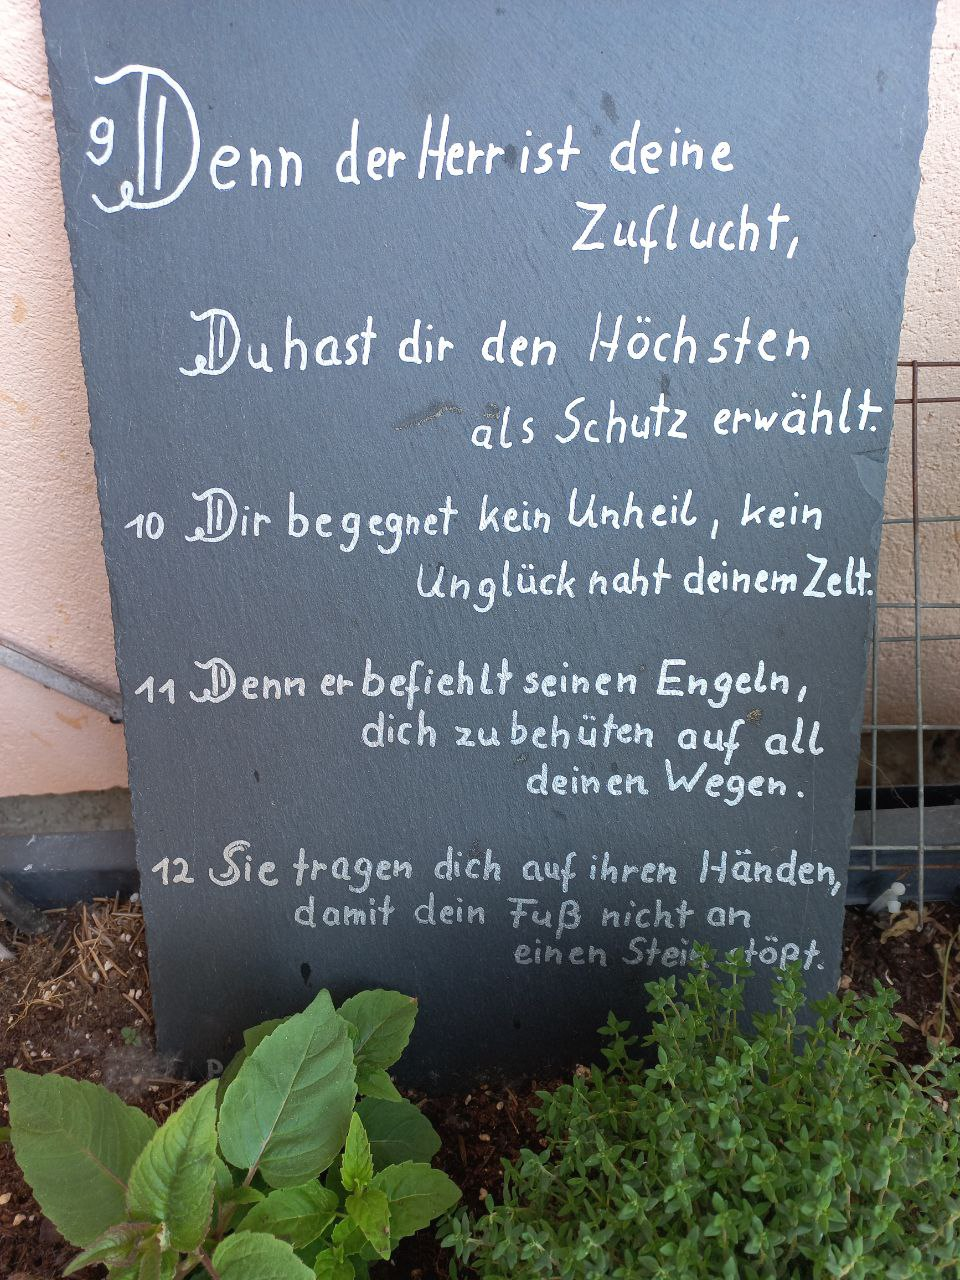 9 Denn der Herr ist deine
Zuflucht,
Du hast dir den Höchsten
als Schutz erwählt.
10 Dir begegnet kein Unheil, kein
Unglück naht deinem Zelt.
11 Denn er befiehlt seinen Engeln,
dich zu behüten auf all
deinen Wegen.
12 Sie tragen dich auf ihren Händen,
damit dein Fuß nicht an
einen Stein stößt.